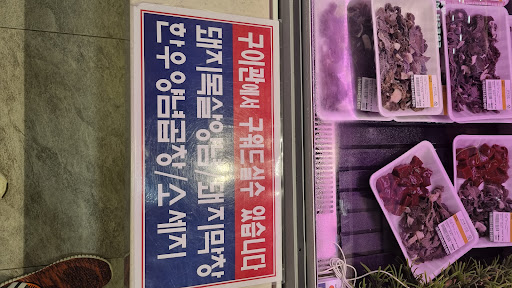 구이판에서 구워드실수 있습니다
돼지목살양념/돼지막창
한우양념곱창/소세지